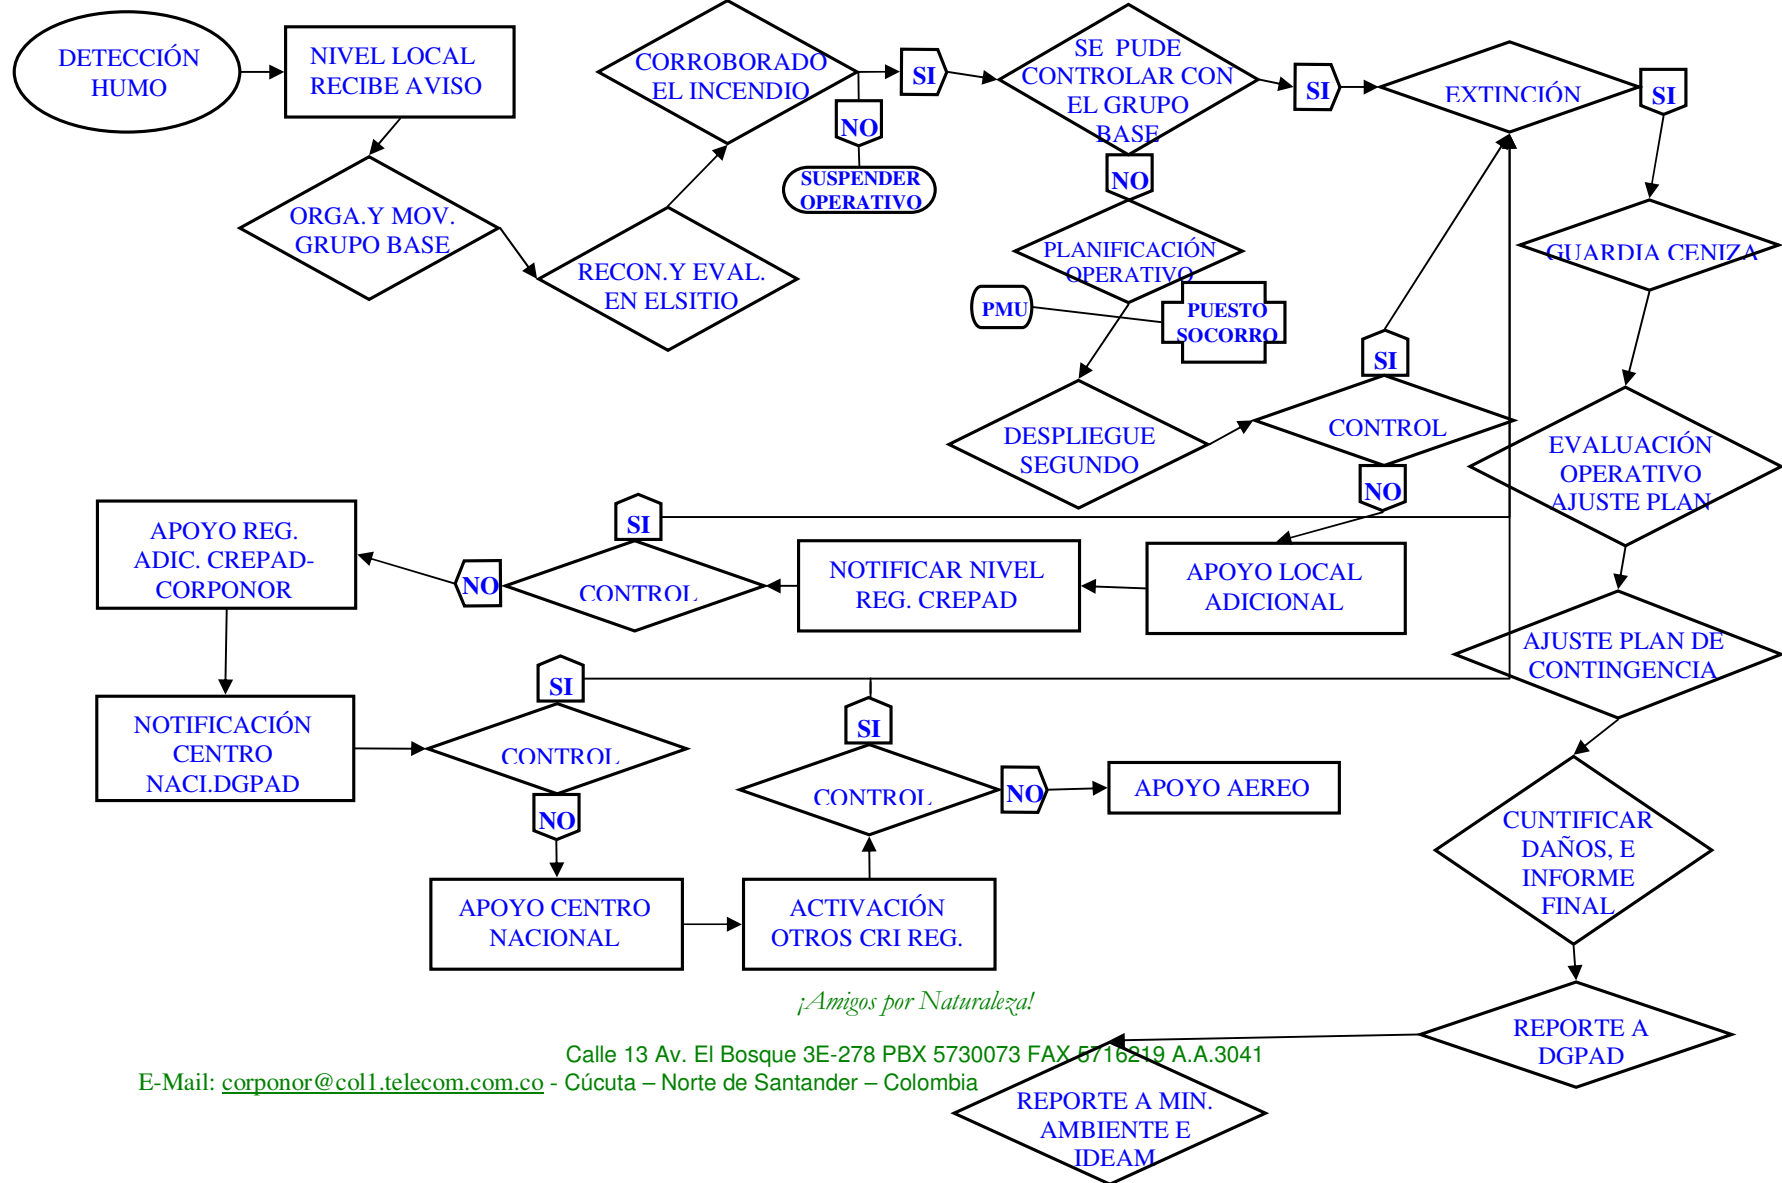 DETECCIÓN
HUMO
NIVEL LOCAL
RECIBE AVISO
ORGA.Y MOV.
GRUPO BASE
RECON.Y EVAL.
EN ELSITIO
CORROBORADO
EL INCENDIO
SI
NO
SUSPENDER
OPERATIVO
SE PUDE
CONTROLAR CON
EL GRUPO
BASE
SI
NO
EXTINCIÓN
SI
PLANIFICACIÓN
OPERATIVO
PMU
PUESTO
SOCORRO
DESPLIEGUE
SEGUNDO
CONTROL
SI
NO
GUARDIA CENIZA
EVALUACIÓN
OPERATIVO
AJUSTE PLAN
APOYO LOCAL
ADICIONAL
NOTIFICAR NIVEL
REG. CREPAD
CONTROL
SI
NO
APOYO REG.
ADIC. CREPAD-
CORPONOR
NOTIFICACIÓN
CENTRO
NACI.DGPAD
CONTROL
SI
NO
APOYO CENTRO
NACIONAL
ACTIVACIÓN
OTROS CRI REG.
CONTROL
SI
NO
APOYO AEREO
AJUSTE PLAN DE
CONTINGENCIA
CUNTIFICAR
DAÑOS, E
INFORME
FINAL
REPORTE A
DGPAD
REPORTE A MIN.
AMBIENTE E
IDEAM
¡Amigos por Naturaleza!
Calle 13 Av. El Bosque 3E-278 PBX 5730073 FAX 5716219 A.A.3041
E-Mail: corponor@col1.telecom.com.co - Cúcuta – Norte de Santander – Colombia